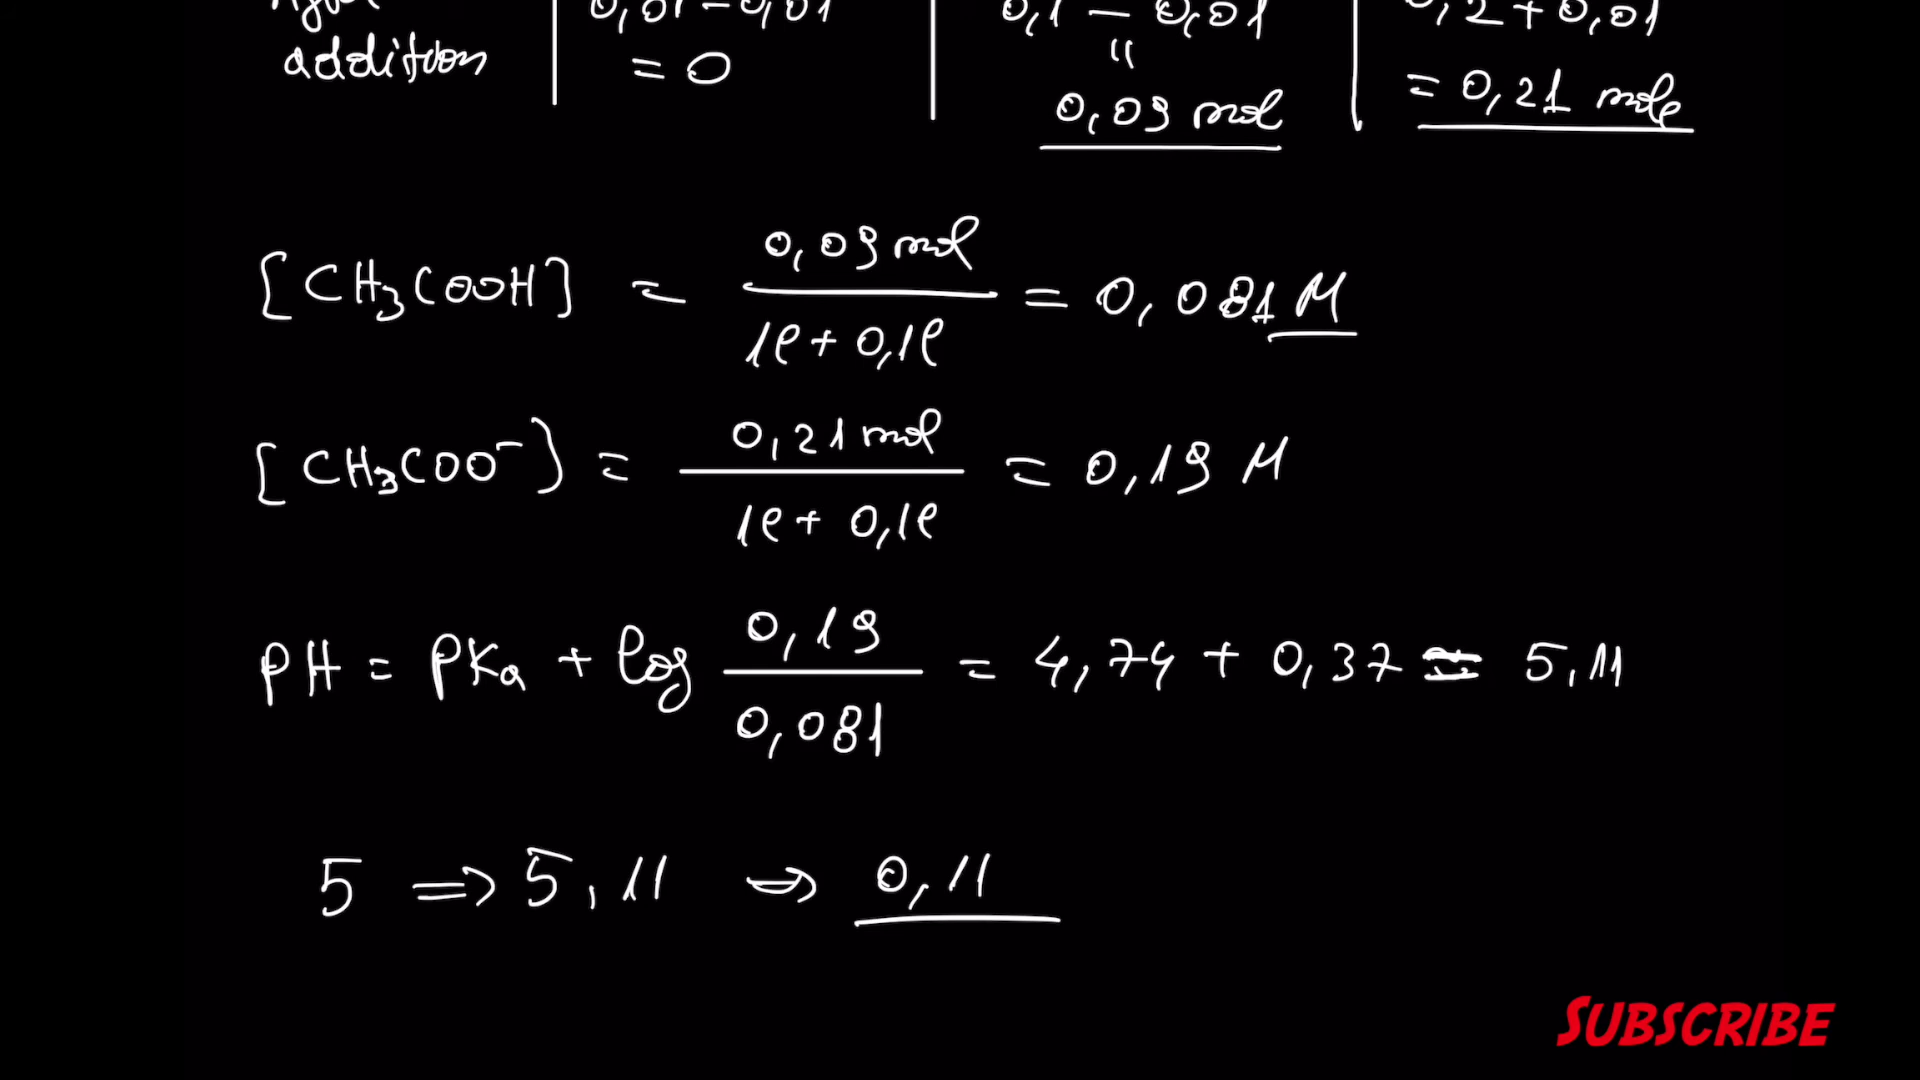 0,01 - 0,01 0,1 - 0,01 0,2 + 0,01
addition = 0 = = 0,21 mole
0,09 mol
[CH3COOH] = 0,09 mol / 1l + 0,1l = 0,081 M
[CH3COO-] = 0,21 mol / 1l + 0,1l = 0,19 M
pH = pKa + log 0,19 / 0,081 = 4,74 + 0,37 = 5,11
5 => 5,11 => 0,11
SUBSCRIBE